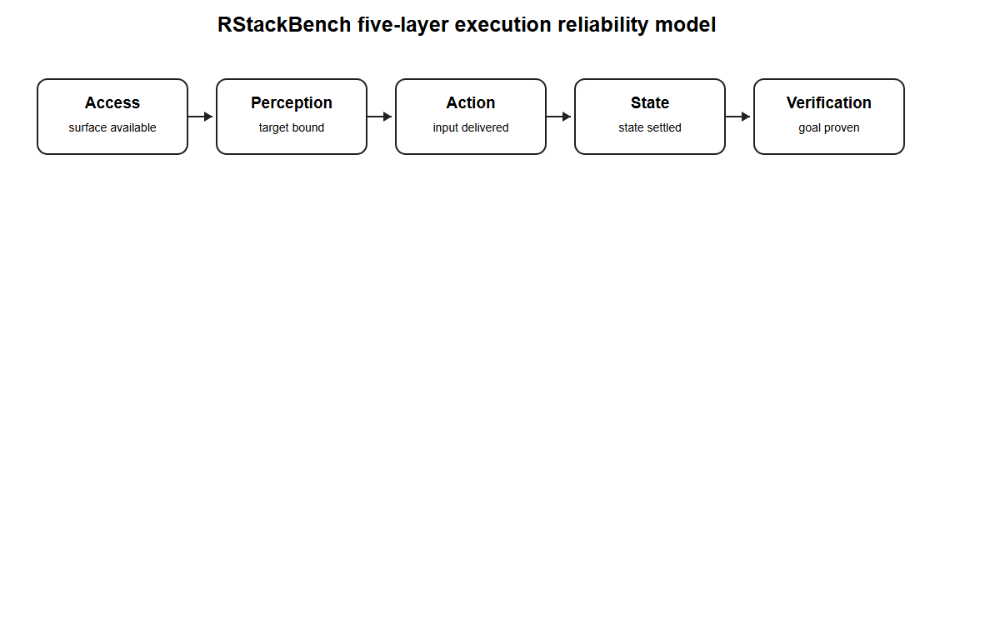 RStackBench five-layer execution reliability model
Access
surface available
Perception
target bound
Action
input delivered
State
state settled
Verification
goal proven